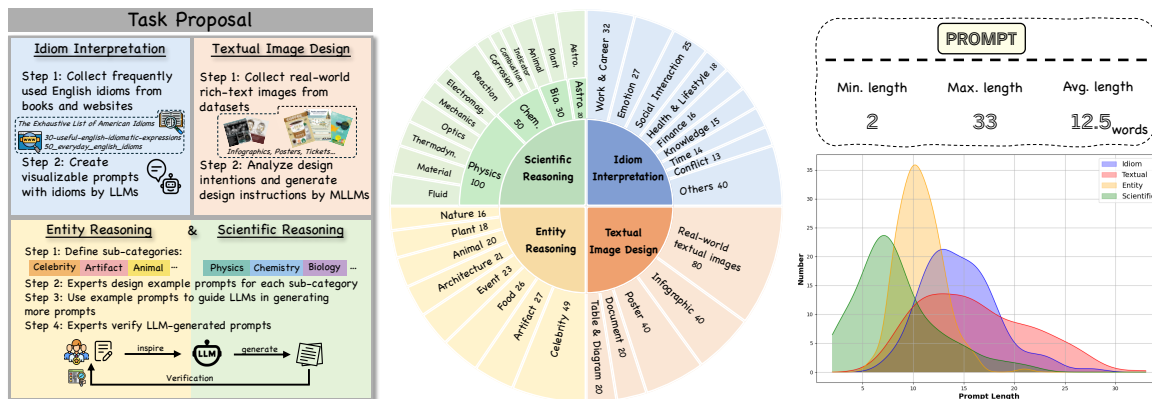 Task Proposal
Idiom Interpretation
Step 1: Collect frequently
used English idioms from
books and websites
The Exhaustive List of American Idioms
30-useful-english-idiomatic-expressions
50_everyday_english_idioms
Step 2: Create
visualizable prompts
with idioms by LLMs
Textual Image Design
Step 1: Collect real-world
rich-text images from
datasets
Infographics, Posters, Tickets...
Step 2: Analyze design
intentions and generate
design instructions by MLLMs
Entity Reasoning & Scientific Reasoning
Step 1: Define sub-categories:
Celebrity Artifact Animal ... Physics Chemistry Biology ...
Step 2: Experts design example prompts for each sub-category
Step 3: Use example prompts to guide LLMs in generating
more prompts
Step 4: Experts verify LLM-generated prompts
inspire
LLM
generate
Verification
Scientific
Reasoning
Physics
100
Fluid
Material
Thermodyn.
Optics
Mechanics
Electromag.
Chem.
50
Reaction
Corrosion
Combustion
Indicator
Bio. 30
Animal
Plant
Astro. 20
Astro.
Idiom
Interpretation
Work & Career 32
Emotion 27
Social Interaction 25
Health & Lifestyle 18
Finance 16
Knowledge 15
Time 14
Conflict 13
Others 40
Textual
Image Design
Real-world
textual images
80
Infographic 40
Poster 40
Document 20
Table & Diagram 20
Entity
Reasoning
Celebrity 49
Artifact 27
Food 26
Event 23
Architecture 21
Animal 20
Plant 18
Nature 16
PROMPT
Min. length Max. length Avg. length
2 33 12.5 words
Idiom
Textual
Entity
Scientific
Number
35
30
25
20
15
10
5
0
5 10 15 20 25 30
Prompt Length